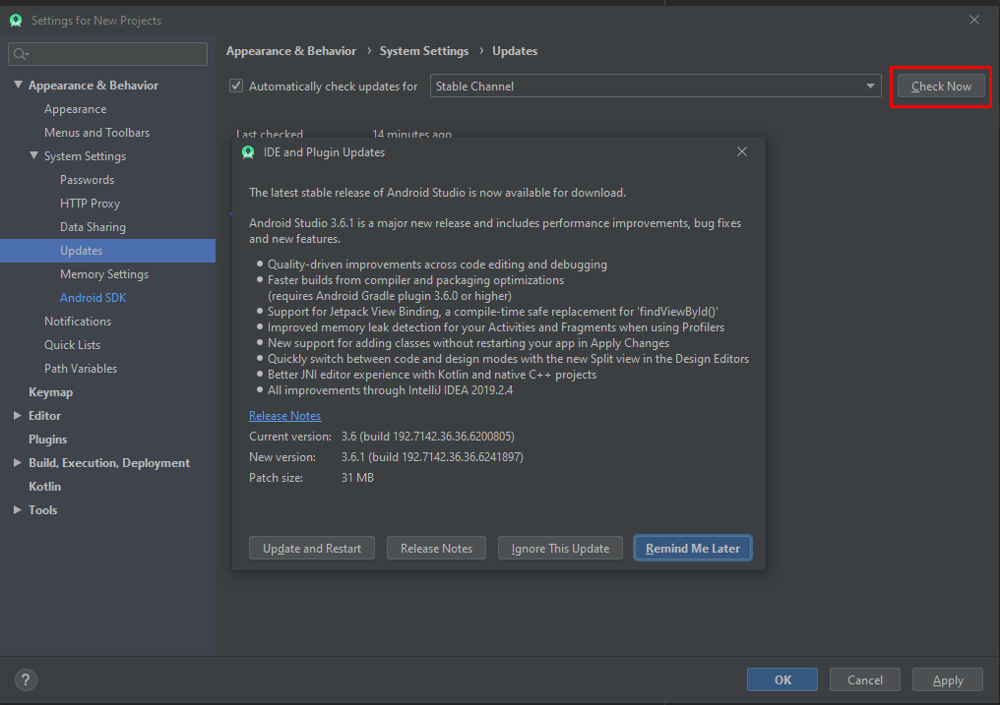 Settings for New Projects
Appearance & Behavior › System Settings › Updates
Appearance & Behavior
Appearance
Menus and Toolbars
System Settings
Passwords
HTTP Proxy
Data Sharing
Updates
Memory Settings
Android SDK
Notifications
Quick Lists
Path Variables
Keymap
Editor
Plugins
Build, Execution, Deployment
Kotlin
Tools
Automatically check updates for Stable Channel Check Now
Last checked 14 minutes ago
IDE and Plugin Updates
The latest stable release of Android Studio is now available for download.
Android Studio 3.6.1 is a major new release and includes performance improvements, bug fixes
and new features.
● Quality-driven improvements across code editing and debugging
● Faster builds from compiler and packaging optimizations
(requires Android Gradle plugin 3.6.0 or higher)
● Support for Jetpack View Binding, a compile-time safe replacement for 'findViewById()'
● Improved memory leak detection for your Activities and Fragments when using Profilers
● New support for adding classes without restarting your app in Apply Changes
● Quickly switch between code and design modes with the new Split view in the Design Editors
● Better JNI editor experience with Kotlin and native C++ projects
● All improvements through IntelliJ IDEA 2019.2.4
Release Notes
Current version: 3.6 (build 192.7142.36.36.6200805)
New version: 3.6.1 (build 192.7142.36.36.6241897)
Patch size: 31 MB
Update and Restart Release Notes Ignore This Update Remind Me Later
? OK Cancel Apply